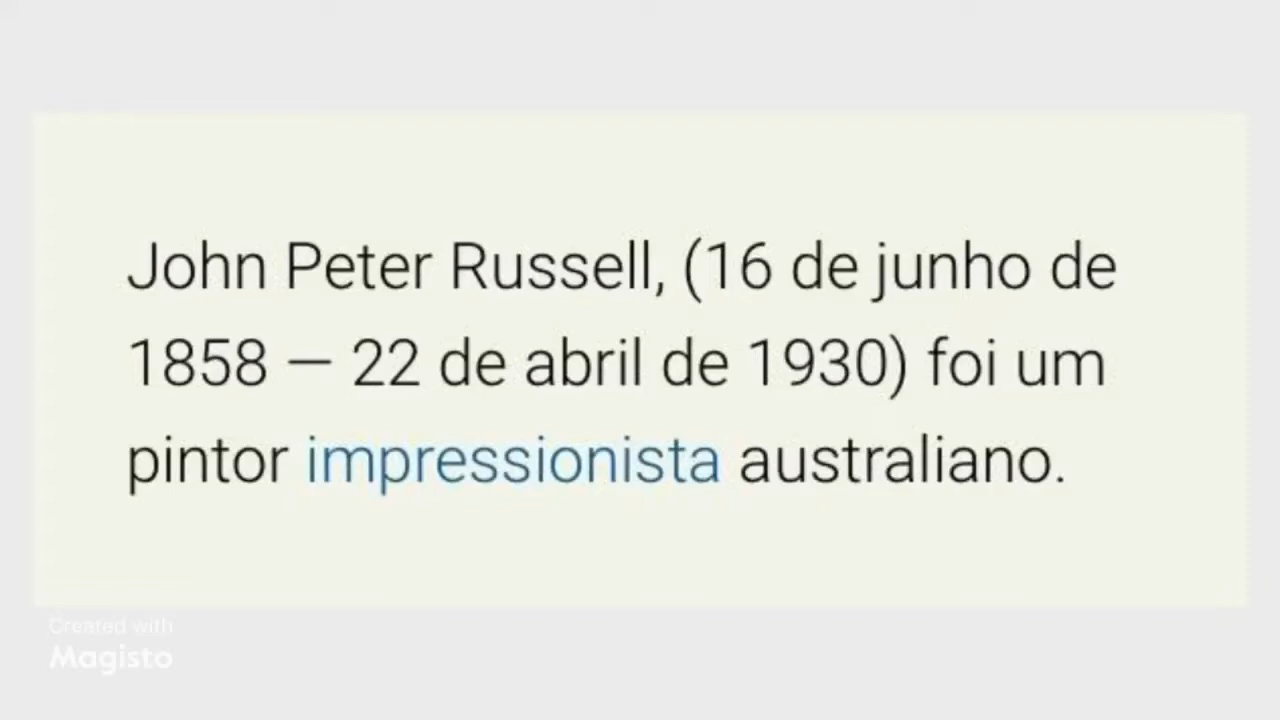 John Peter Russell, (16 de junho de
1858 — 22 de abril de 1930) foi um
pintor impressionista australiano.
Created with
Magisto